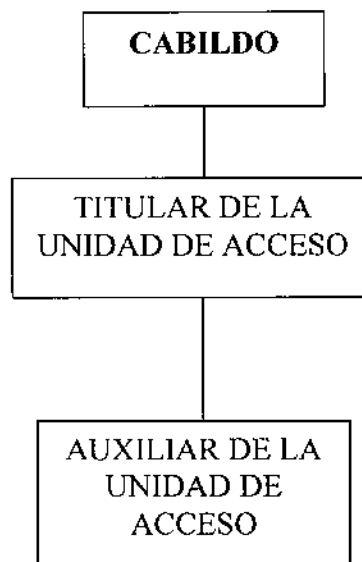 CABILDO
TITULAR DE LA
UNIDAD DE ACCESO
AUXILIAR DE LA
UNIDAD DE
ACCESO